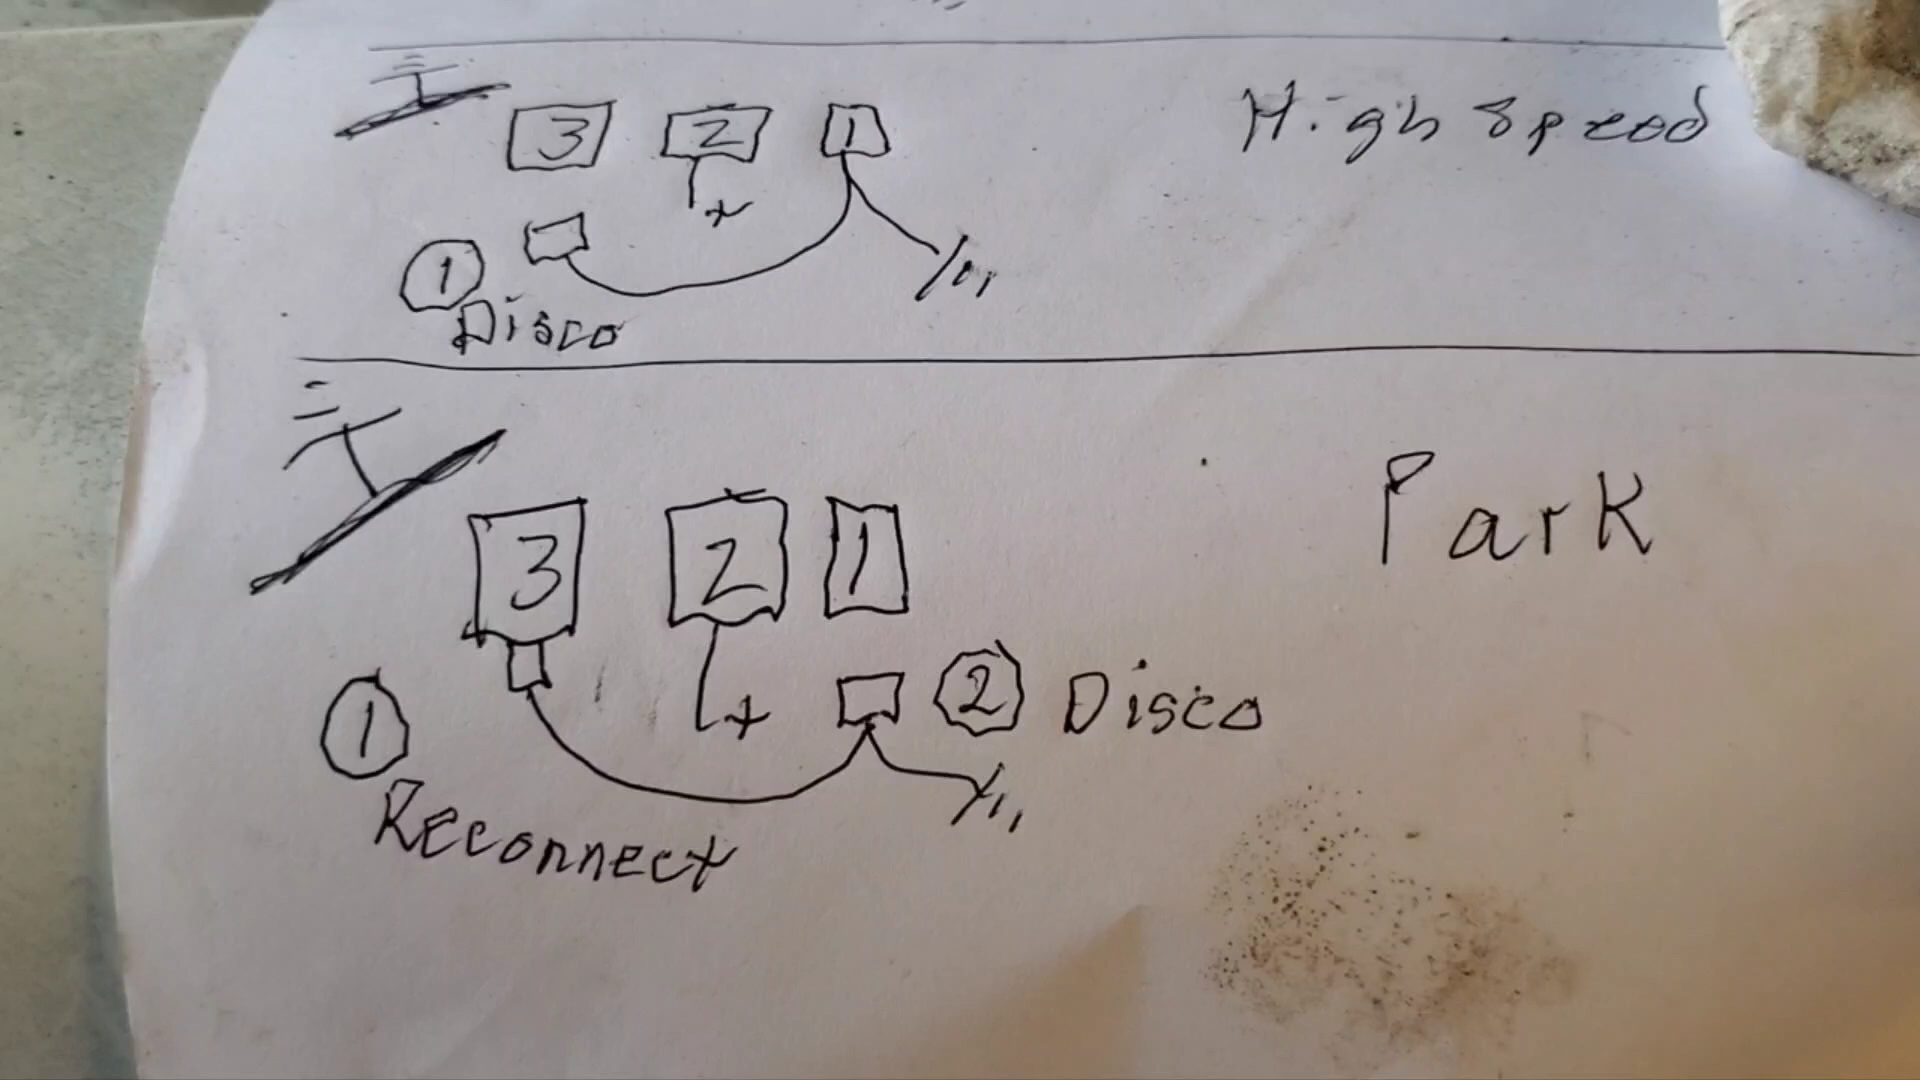 High Speed
3 2 1
+
1
Disco
Park
3 2 1
1 + 2 Disco
Reconnect